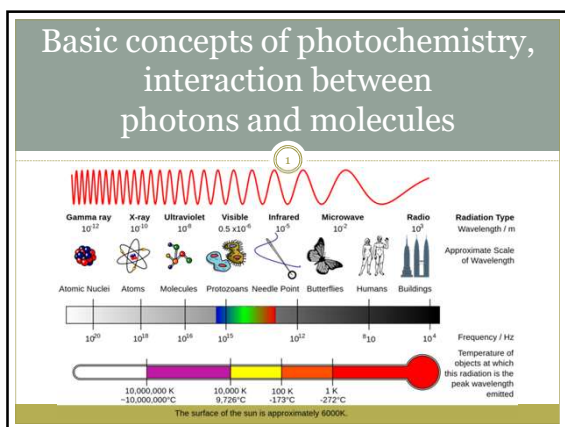 Basic concepts of photochemistry,
interaction between
photons and molecules
1
Gamma ray X-ray Ultraviolet Visible Infrared Microwave Radio Radiation Type
10⁻¹² 10⁻¹⁰ 10⁻⁸ 0.5 x10⁻⁶ 10⁻⁵ 10⁻² 10³ Wavelength / m
Approximate Scale
of Wavelength
Atomic Nuclei Atoms Molecules Protozoans Needle Point Butterflies Humans Buildings
10²⁰ 10¹⁸ 10¹⁶ 10¹⁵ 10¹² ⁸10 10⁴ Frequency / Hz
Temperature of
objects at which
this radiation is the
peak wavelength
emitted
10,000,000 K 10,000 K 100 K 1 K
~10,000,000°C 9,726°C -173°C -272°C
The surface of the sun is approximately 6000K.